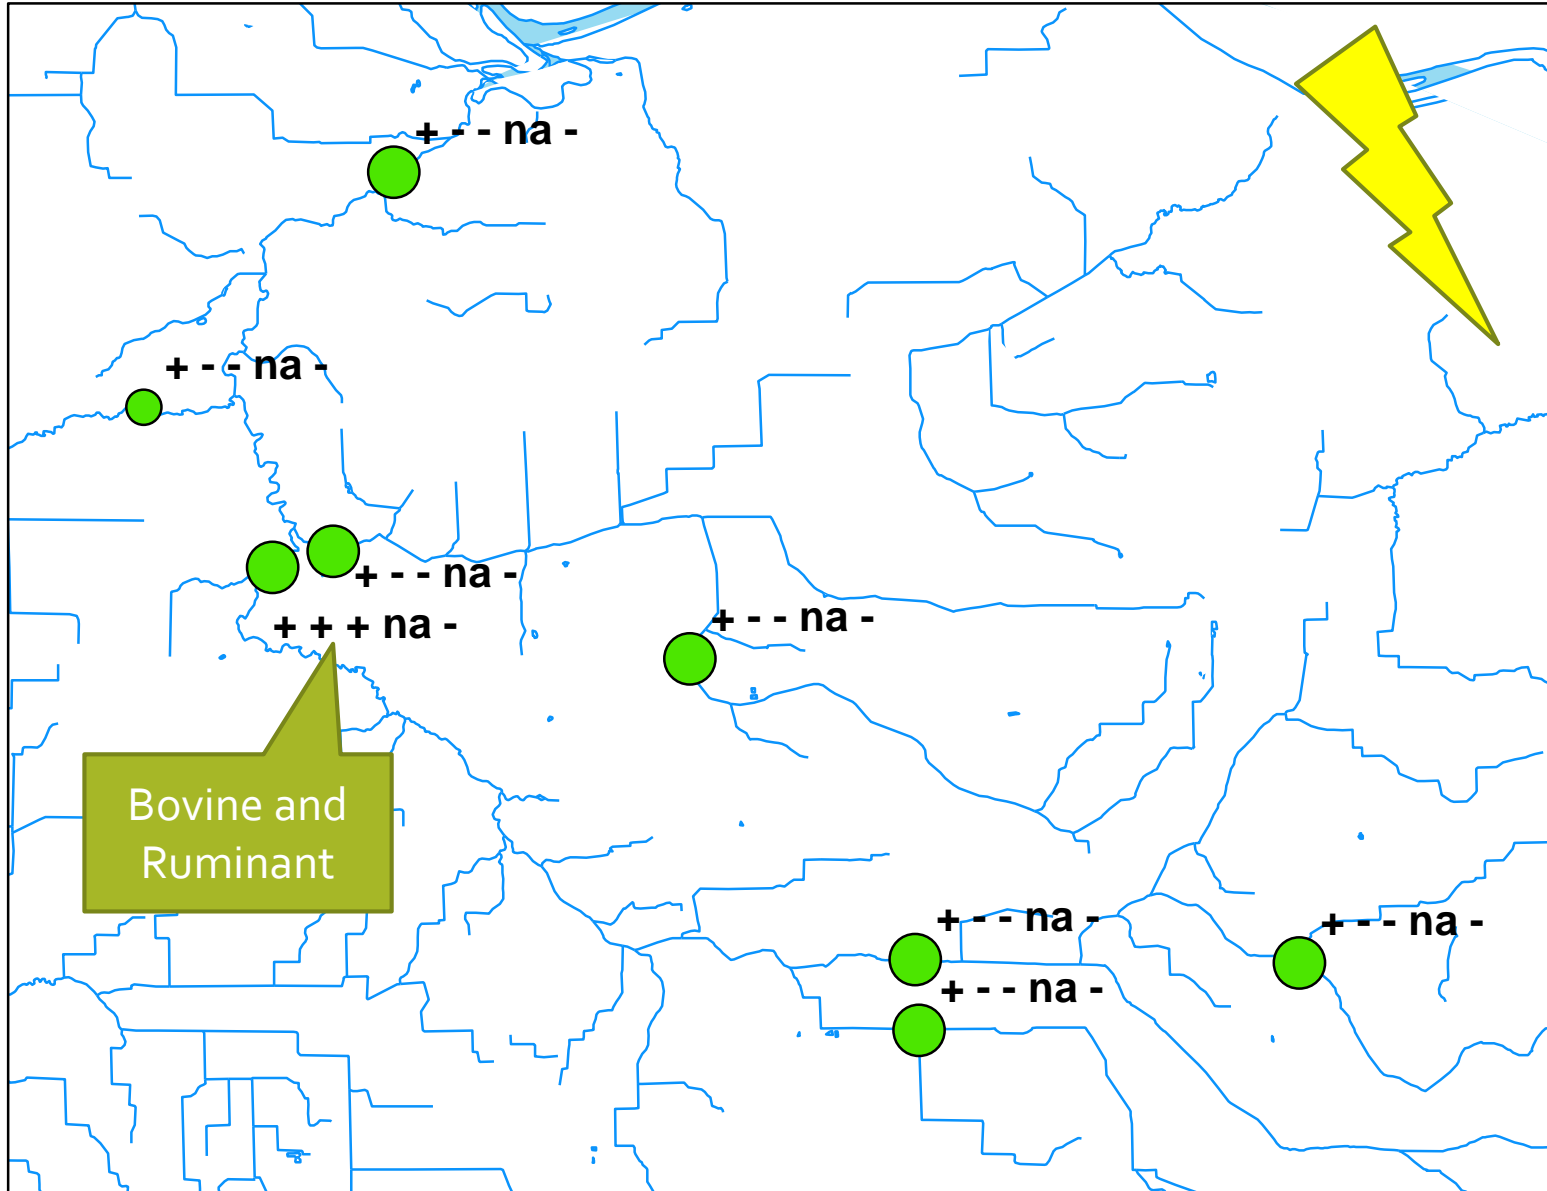 + - - na -
+ - - na -
+ - - na -
+ + + na -
+ - - na -
Bovine and
Ruminant
+ - - na -
+ - - na -
+ - - na -